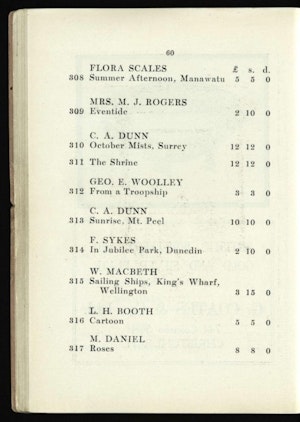 60
FLORA SCALES £ s. d.
308 Summer Afternoon, Manawatu 5 5 0
MRS. M. J. ROGERS
309 Eventide 2 10 0
C. A. DUNN
310 October Mists, Surrey 12 12 0
311 The Shrine 12 12 0
GEO. E. WOOLLEY
312 From a Troopship 3 3 0
C. A. DUNN
313 Sunrise, Mt. Peel 10 10 0
F. SYKES
314 In Jubilee Park, Dunedin 2 10 0
W. MACBETH
315 Sailing Ships, King's Wharf,
Wellington 3 15 0
L. H. BOOTH
316 Cartoon 5 5 0
M. DANIEL
317 Roses 8 8 0